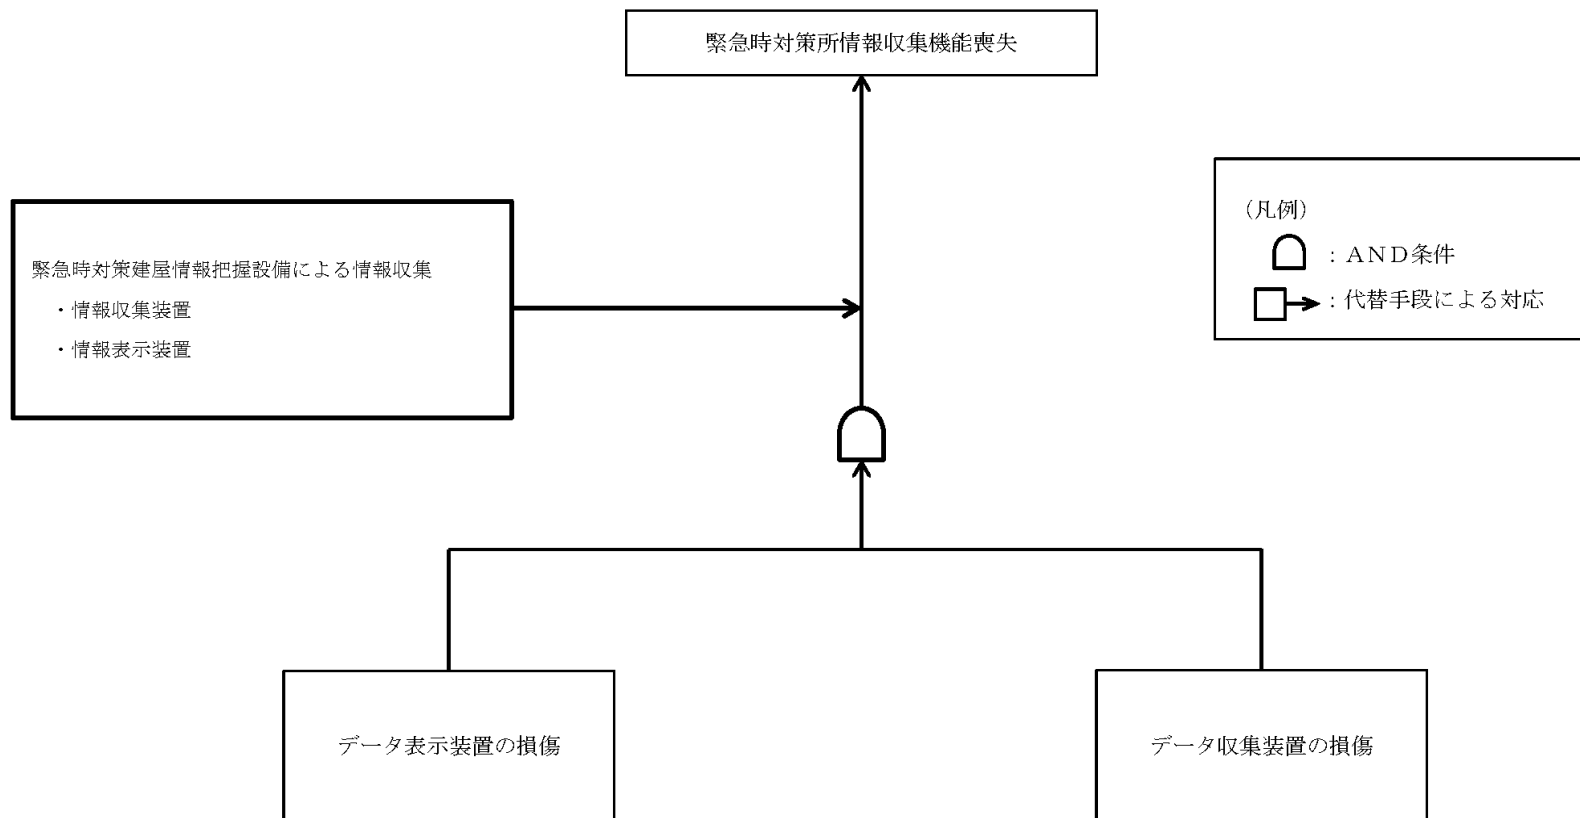 緊急時対策所情報収集機能喪失
緊急時対策建屋情報把握設備による情報収集
・情報収集装置
・情報表示装置
（凡例）
：ＡＮＤ条件
：代替手段による対応
データ表示装置の損傷
データ収集装置の損傷